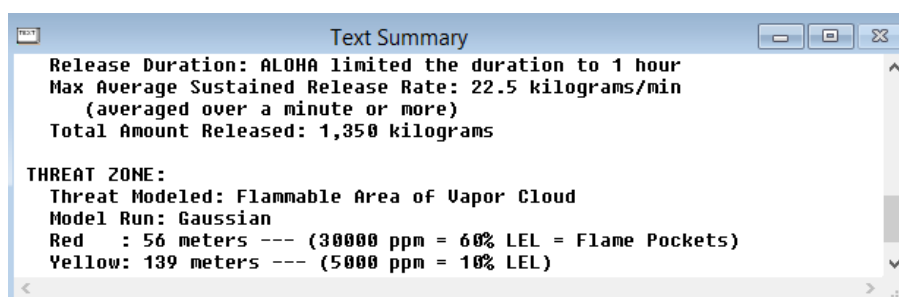 Text Summary
Release Duration: ALOHA limited the duration to 1 hour
Max Average Sustained Release Rate: 22.5 kilograms/min
(averaged over a minute or more)
Total Amount Released: 1,350 kilograms
THREAT ZONE:
Threat Modeled: Flammable Area of Vapor Cloud
Model Run: Gaussian
Red   : 56 meters --- (30000 ppm = 60% LEL = Flame Pockets)
Yellow: 139 meters --- (5000 ppm = 10% LEL)